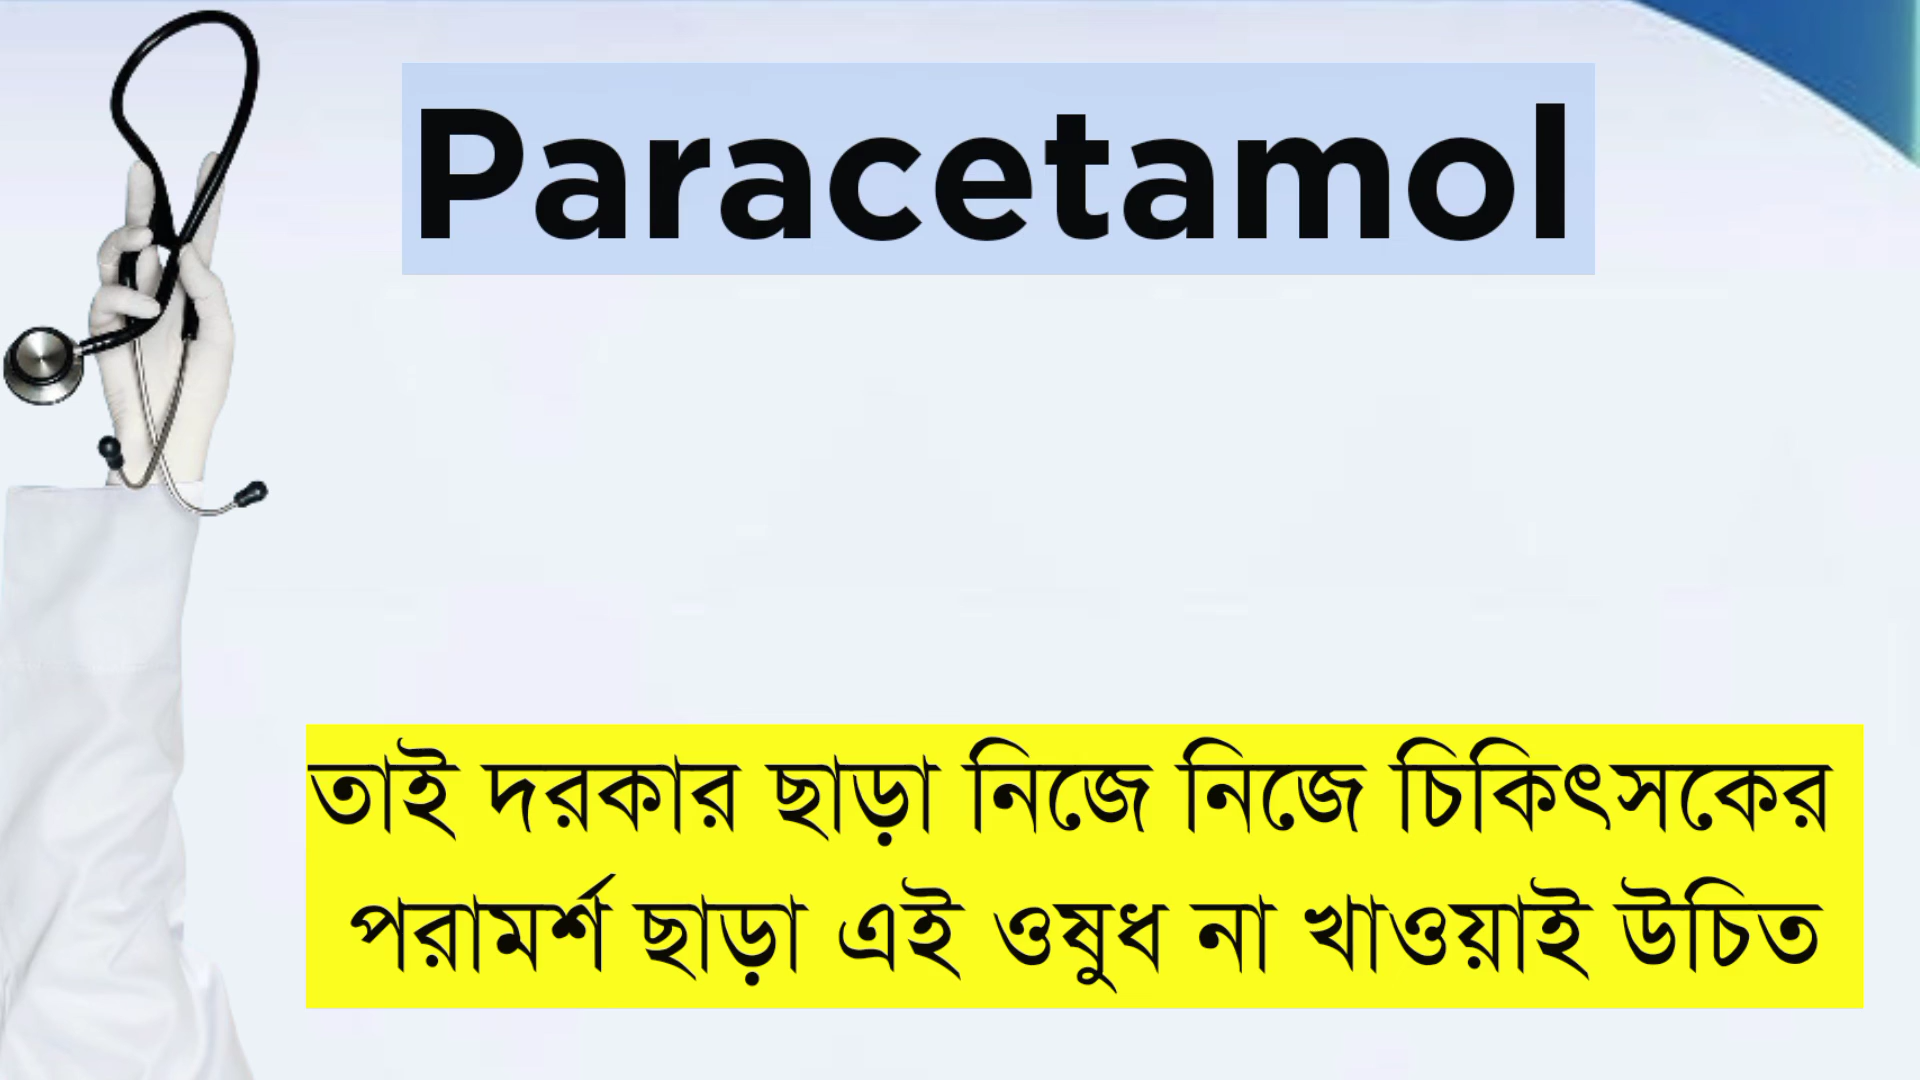 Paracetamol
তাই দরকার ছাড়া নিজে নিজে চিকিৎসকের
পরামর্শ ছাড়া এই ওষুধ না খাওয়াই উচিত